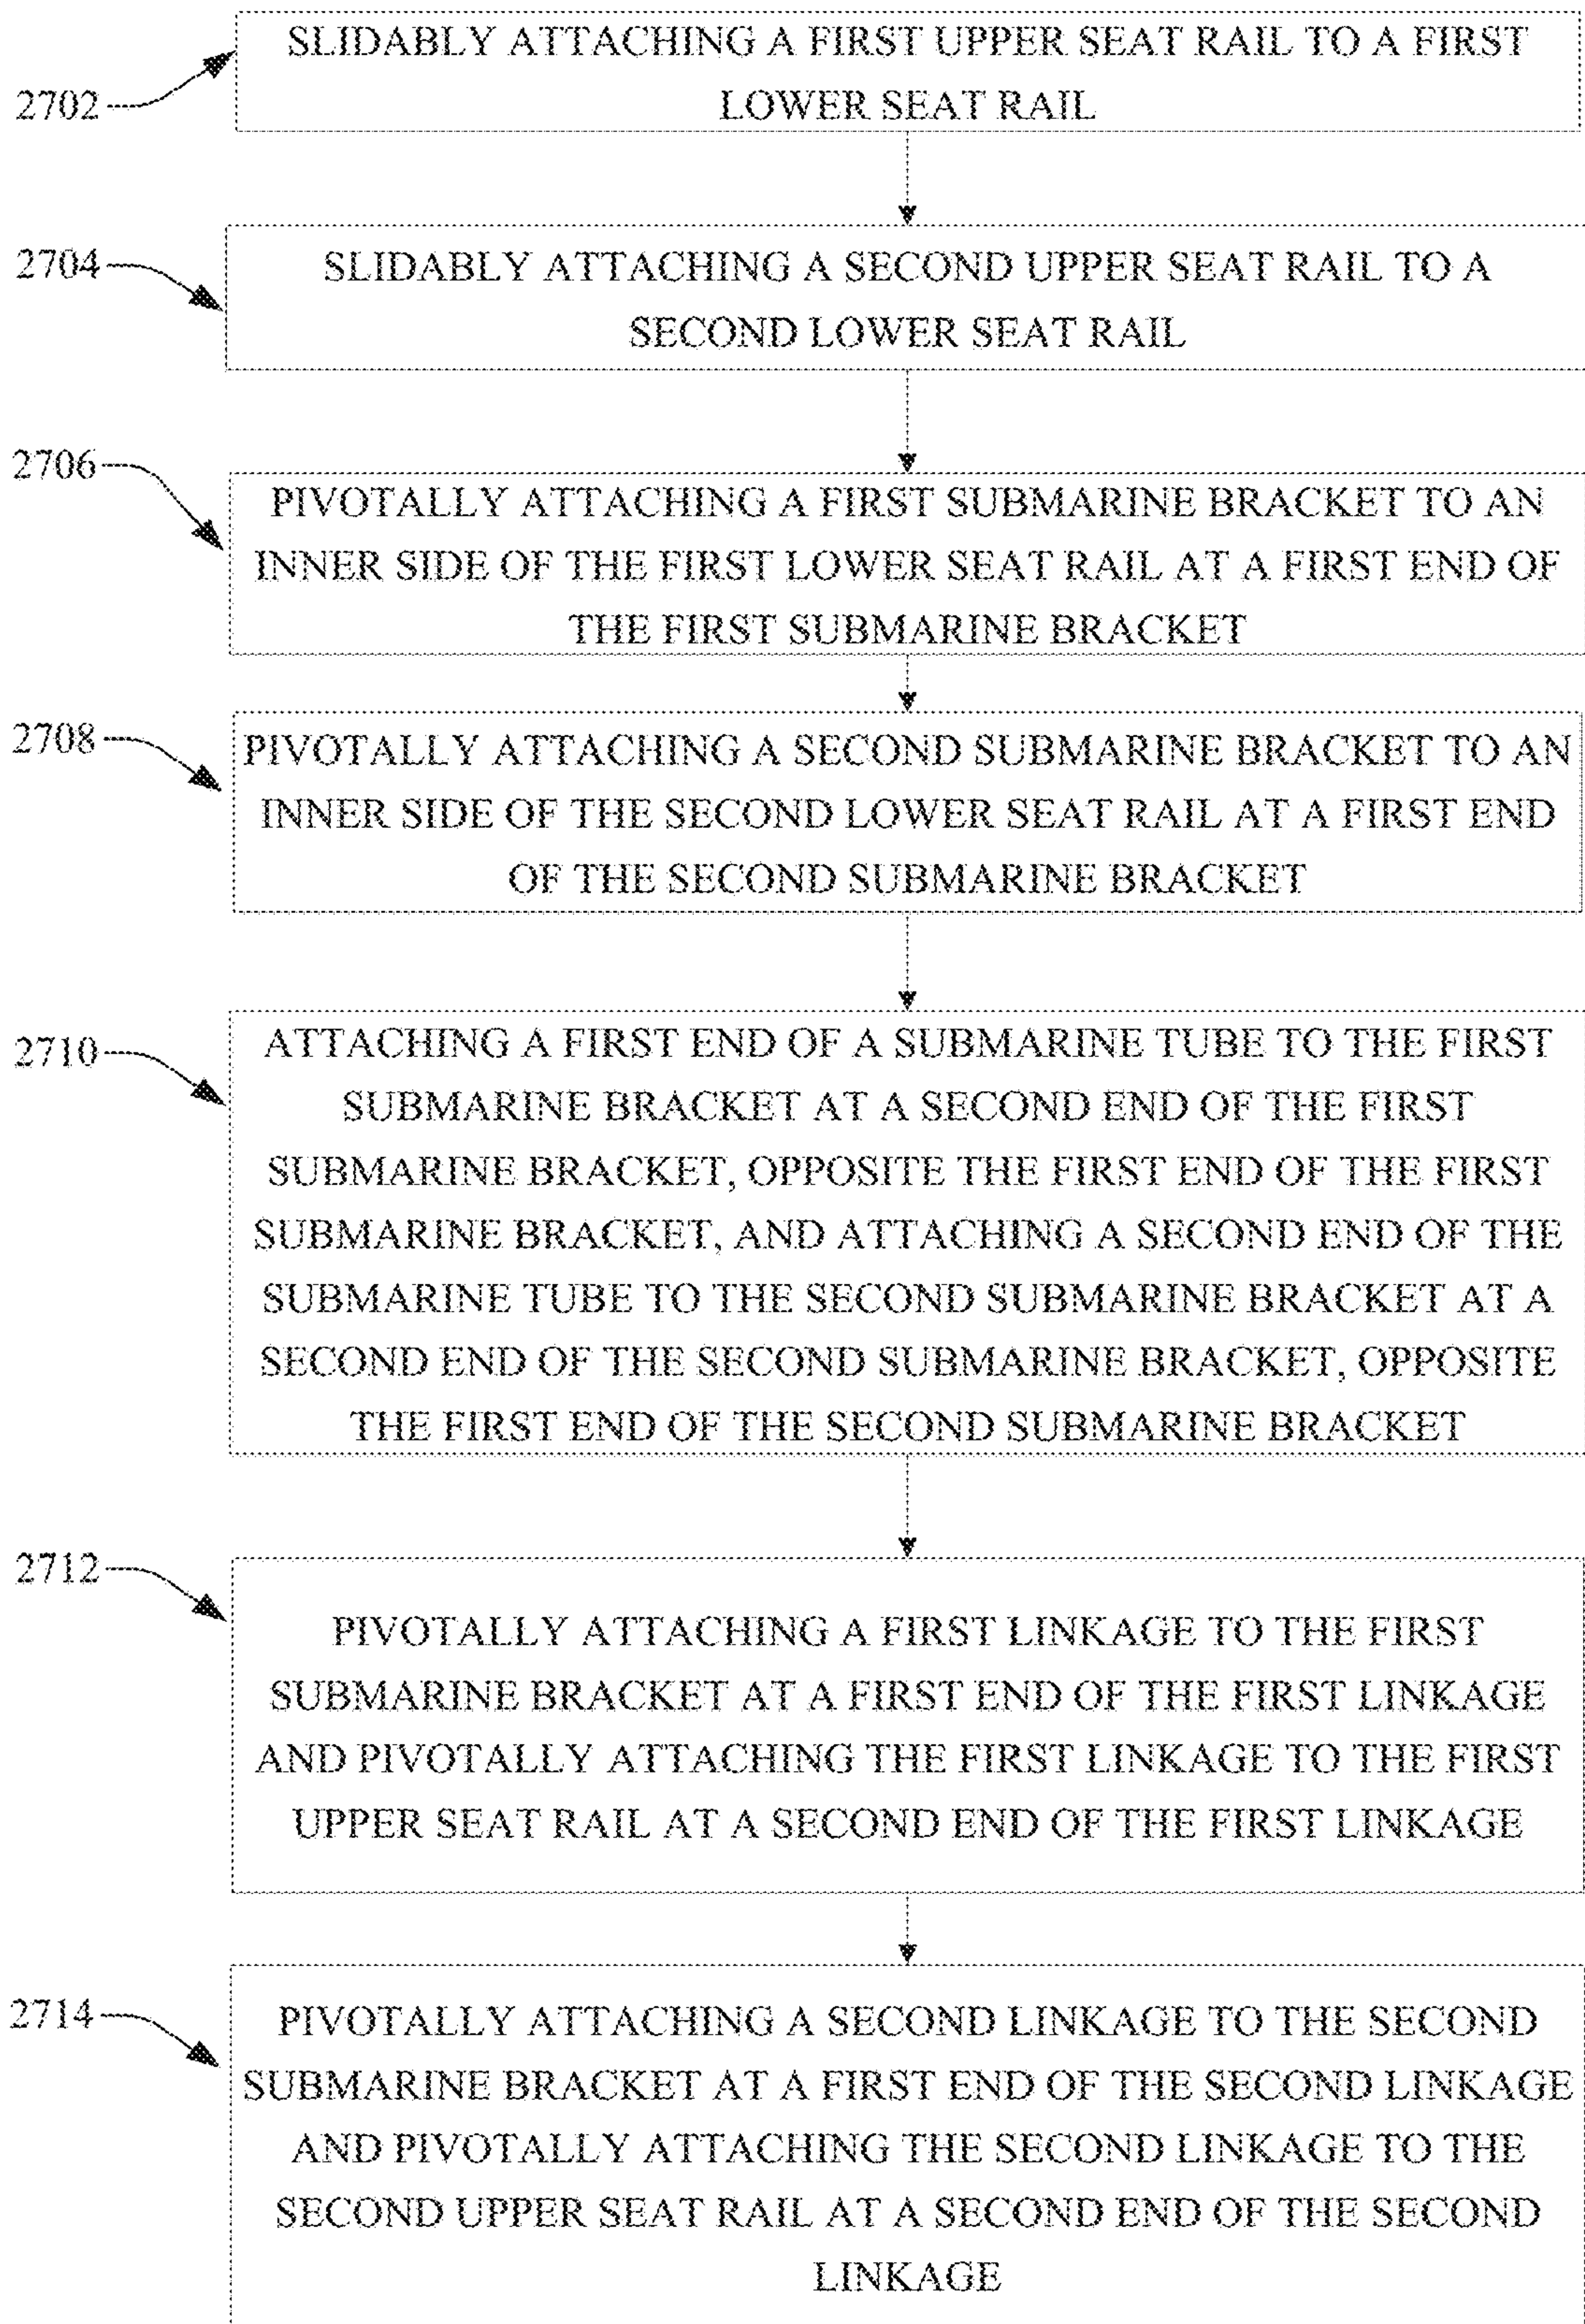 2702
SLIDABLY ATTACHING A FIRST UPPER SEAT RAIL TO A FIRST
LOWER SEAT RAIL
2704
SLIDABLY ATTACHING A SECOND UPPER SEAT RAIL TO A
SECOND LOWER SEAT RAIL
2706
PIVOTALLY ATTACHING A FIRST SUBMARINE BRACKET TO AN
INNER SIDE OF THE FIRST LOWER SEAT RAIL AT A FIRST END OF
THE FIRST SUBMARINE BRACKET
2708
PIVOTALLY ATTACHING A SECOND SUBMARINE BRACKET TO AN
INNER SIDE OF THE SECOND LOWER SEAT RAIL AT A FIRST END
OF THE SECOND SUBMARINE BRACKET
2710
ATTACHING A FIRST END OF A SUBMARINE TUBE TO THE FIRST
SUBMARINE BRACKET AT A SECOND END OF THE FIRST
SUBMARINE BRACKET, OPPOSITE THE FIRST END OF THE FIRST
SUBMARINE BRACKET, AND ATTACHING A SECOND END OF THE
SUBMARINE TUBE TO THE SECOND SUBMARINE BRACKET AT A
SECOND END OF THE SECOND SUBMARINE BRACKET, OPPOSITE
THE FIRST END OF THE SECOND SUBMARINE BRACKET
2712
PIVOTALLY ATTACHING A FIRST LINKAGE TO THE FIRST
SUBMARINE BRACKET AT A FIRST END OF THE FIRST LINKAGE
AND PIVOTALLY ATTACHING THE FIRST LINKAGE TO THE FIRST
UPPER SEAT RAIL AT A SECOND END OF THE FIRST LINKAGE
2714
PIVOTALLY ATTACHING A SECOND LINKAGE TO THE SECOND
SUBMARINE BRACKET AT A FIRST END OF THE SECOND LINKAGE
AND PIVOTALLY ATTACHING THE SECOND LINKAGE TO THE
SECOND UPPER SEAT RAIL AT A SECOND END OF THE SECOND
LINKAGE